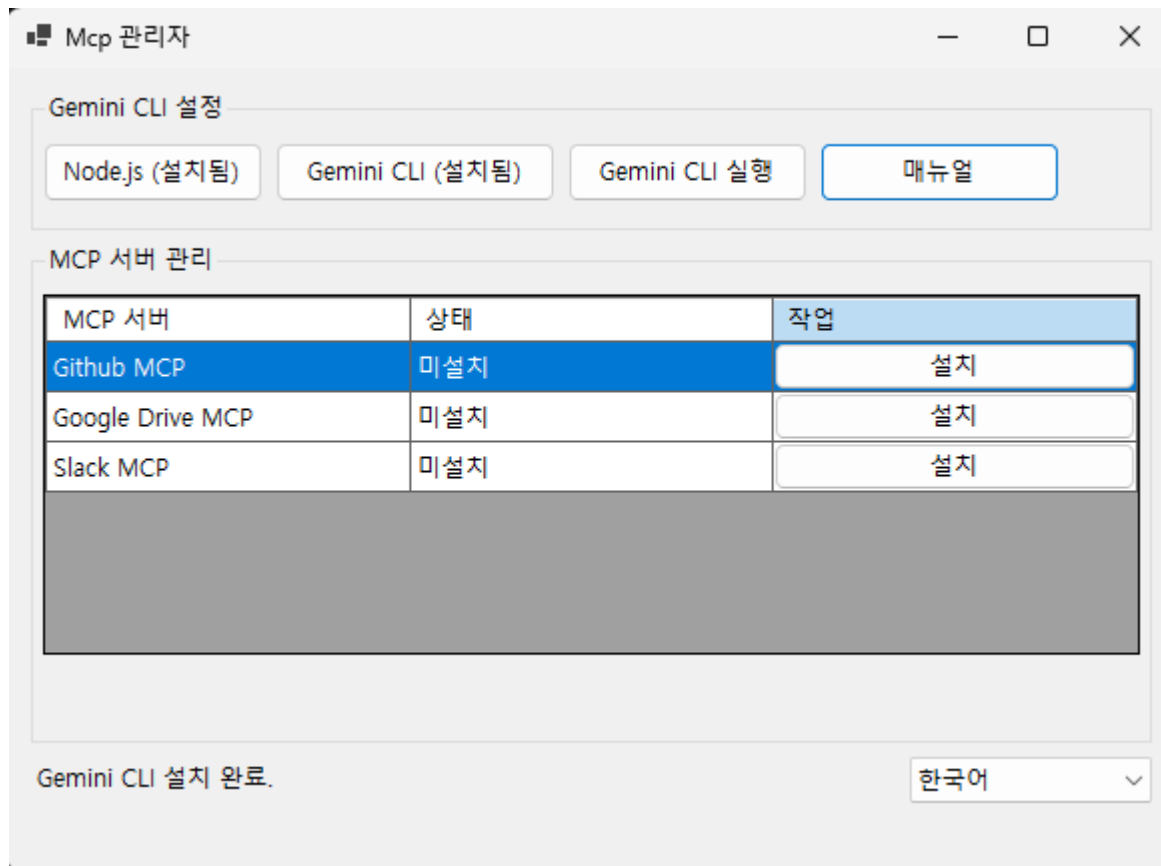 Mcp 관리자
Gemini CLI 설정
Node.js (설치됨) Gemini CLI (설치됨) Gemini CLI 실행 매뉴얼
MCP 서버 관리
MCP 서버 상태 작업
Github MCP 미설치 설치
Google Drive MCP 미설치 설치
Slack MCP 미설치 설치
Gemini CLI 설치 완료. 한국어